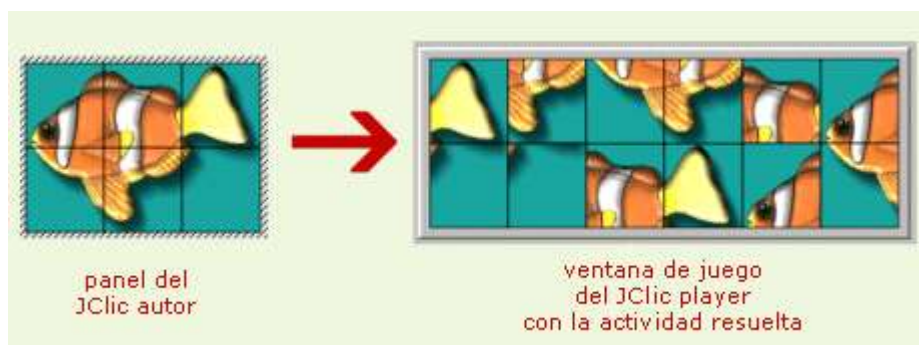 panel del
JClic autor
ventana de juego
del JClic player
con la actividad resuelta